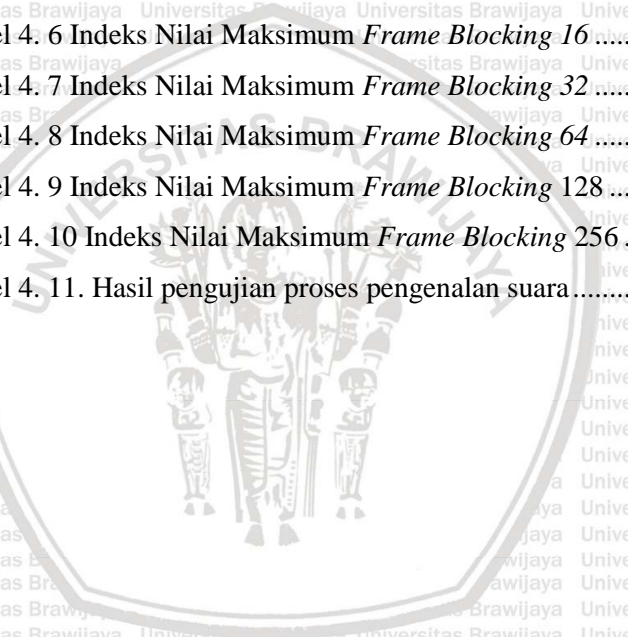 el 4. 6 Indeks Nilai Maksimum Frame Blocking 16 .....
el 4. 7 Indeks Nilai Maksimum Frame Blocking 32 .....
el 4. 8 Indeks Nilai Maksimum Frame Blocking 64 .....
el 4. 9 Indeks Nilai Maksimum Frame Blocking 128 ...
el 4. 10 Indeks Nilai Maksimum Frame Blocking 256 .
el 4. 11. Hasil pengujian proses pengenalan suara ........
UNIVERSITAS BRAWIJAYA